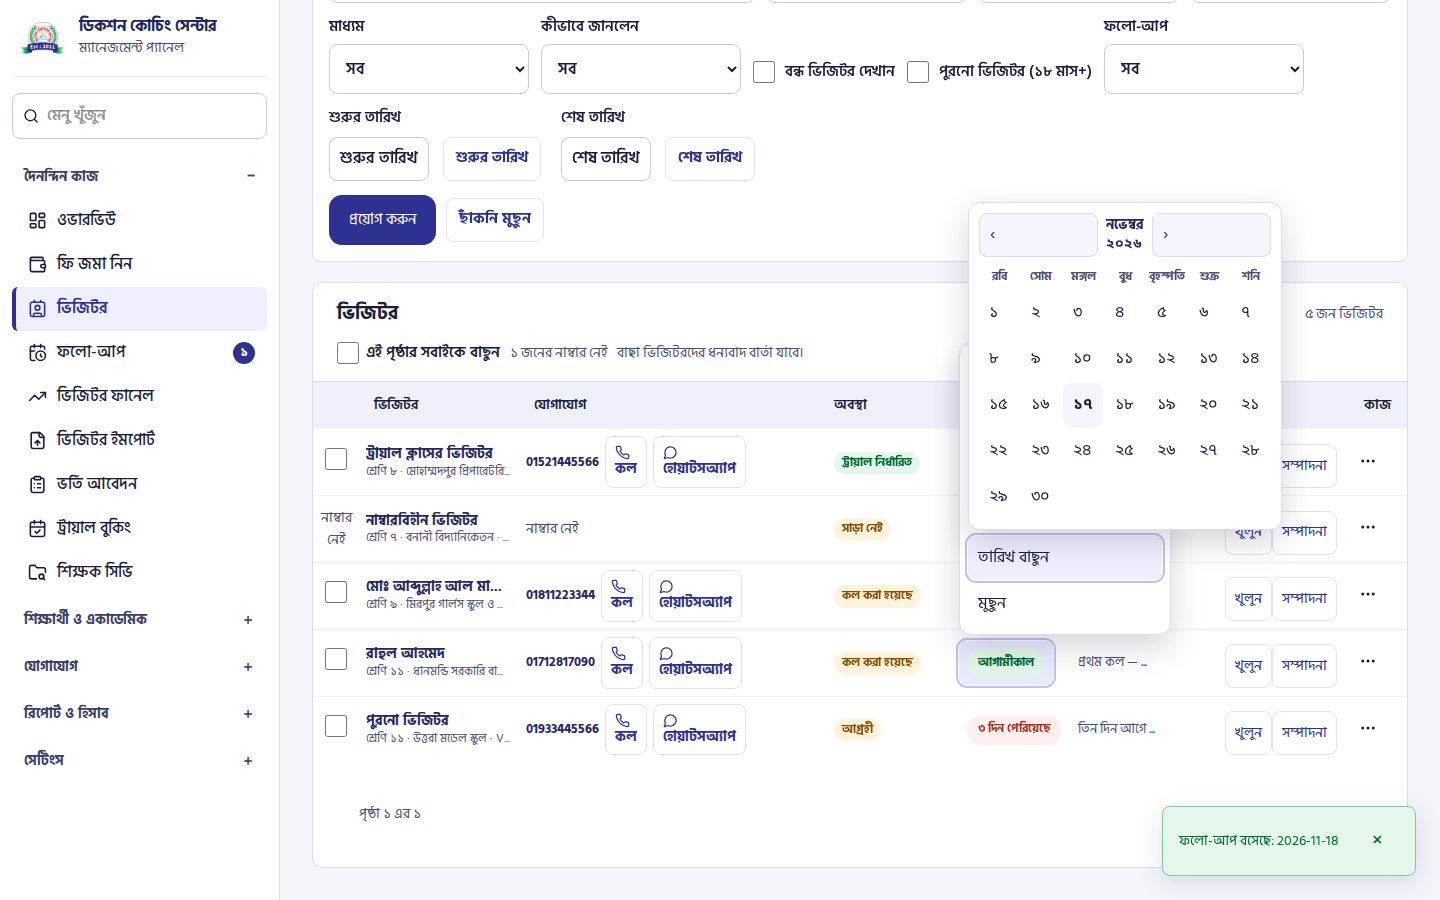 ডিকশন কোচিং সেন্টার
ম্যানেজমেন্ট প্যানেল
Est : 2011
মেনু খুঁজুন
দৈনন্দিন কাজ −
ওভারভিউ
ফি জমা নিন
ভিজিটর
ফলো-আপ ১
ভিজিটর ফানেল
ভিজিটর ইমপোর্ট
ভর্তি আবেদন
ট্রায়াল বুকিং
শিক্ষক সিভি
শিক্ষার্থী ও একাডেমিক +
যোগাযোগ +
রিপোর্ট ও হিসাব +
সেটিংস +
মাধ্যম কীভাবে জানলেন ফলো-আপ
সব সব বন্ধ ভিজিটর দেখান পুরনো ভিজিটর (১৮ মাস+) সব
শুরুর তারিখ শেষ তারিখ
শুরুর তারিখ শুরুর তারিখ শেষ তারিখ শেষ তারিখ
প্রয়োগ করুন ছাঁকনি মুছুন
ভিজিটর ৫ জন ভিজিটর
এই পৃষ্ঠার সবাইকে বাছুন ১ জনের নাম্বার নেই বাছা ভিজিটরদের ধন্যবাদ বার্তা যাবে।
ভিজিটর যোগাযোগ অবস্থা কাজ
ট্রায়াল ক্লাসের ভিজিটর
শ্রেণি ৮ · মোহাম্মদপুর প্রিপারেটরি...
01521445566 কল হোয়াটসঅ্যাপ ট্রায়াল নির্ধারিত সম্পাদনা ...
নাম্বার নেই
নাম্বারবিহীন ভিজিটর
শ্রেণি ৭ · বনানী বিদ্যানিকেতন · ...
নাম্বার নেই সাড়া নেই খুলুন সম্পাদনা ...
মোঃ আব্দুল্লাহ আল মা...
শ্রেণি ৯ · মিরপুর গার্লস স্কুল ও ...
01811223344 কল হোয়াটসঅ্যাপ কল করা হয়েছে খুলুন সম্পাদনা ...
রাহুল আহমেদ
শ্রেণি ১১ · ধানমন্ডি সরকারি বা...
01712817090 কল হোয়াটসঅ্যাপ কল করা হয়েছে আগামীকাল প্রথম কল — ... খুলুন সম্পাদনা ...
পুরনো ভিজিটর
শ্রেণি ১১ · উত্তরা মডেল স্কুল · V...
01933445566 কল হোয়াটসঅ্যাপ আগ্রহী ৩ দিন পেরিয়েছে তিন দিন আগে ... খুলুন সম্পাদনা ...
পৃষ্ঠা ১ এর ১
‹ নভেম্বর ২০২৬ ›
রবি সোম মঙ্গল বুধ বৃহস্পতি শুক্র শনি
১ ২ ৩ ৪ ৫ ৬ ৭
৮ ৯ ১০ ১১ ১২ ১৩ ১৪
১৫ ১৬ ১৭ ১৮ ১৯ ২০ ২১
২২ ২৩ ২৪ ২৫ ২৬ ২৭ ২৮
২৯ ৩০
তারিখ বাছুন
মুছুন
ফলো-আপ বসেছে: 2026-11-18 ×